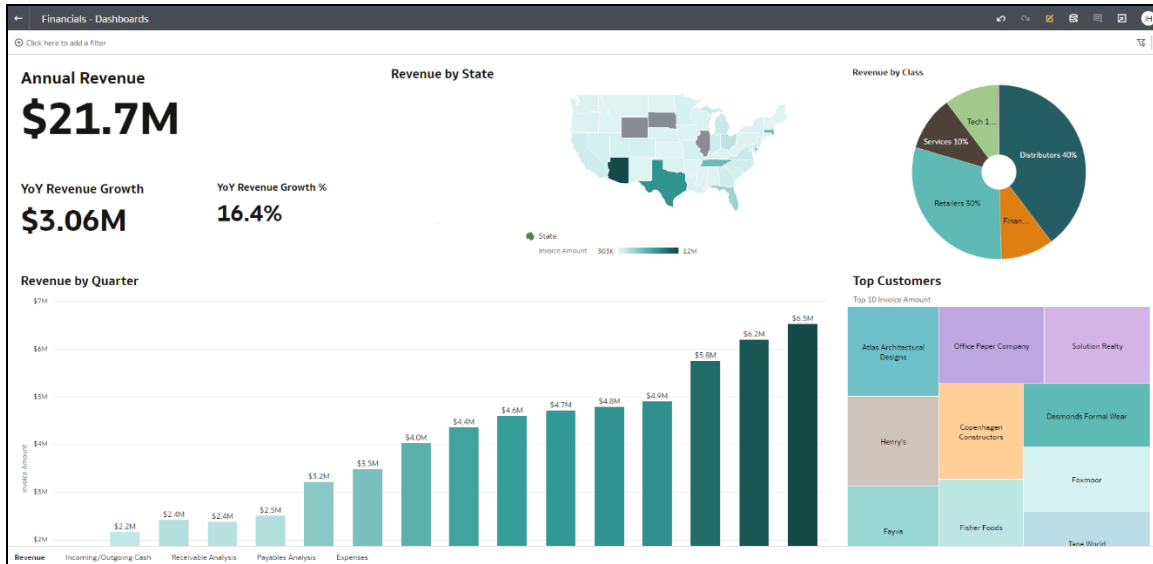 Financials - Dashboards
IH
Click here to add a filter
Annual Revenue
$21.7M
YoY Revenue Growth
$3.06M
YoY Revenue Growth %
16.4%
Revenue by State
State
Invoice Amount 303K 12M
Revenue by Class
Tech 1...
Services 10%
Distributors 40%
Retailers 30%
Finan...
Revenue by Quarter
$7M
$6M
$5M
$4M
$3M
$2M
Invoice Amount
$2.2M
$2.4M
$2.4M
$2.5M
$3.2M
$3.5M
$4.0M
$4.4M
$4.6M
$4.7M
$4.8M
$4.9M
$5.8M
$6.2M
$6.5M
Top Customers
Top 10 Invoice Amount
Atlas Architectural
Designs
Office Paper Company
Solution Realty
Henry's
Copenhagen
Constructors
Desmonds Formal Wear
Foxmoor
Fayva
Fisher Foods
Tape World
Revenue Incoming/Outgoing Cash Receivable Analysis Payables Analysis Expenses